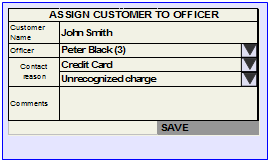 ASSIGN CUSTOMER TO OFFICER
Customer Name John Smith
Officer Peter Black (3)
Contact reason Credit Card
Unrecognized charge
Comments
SAVE